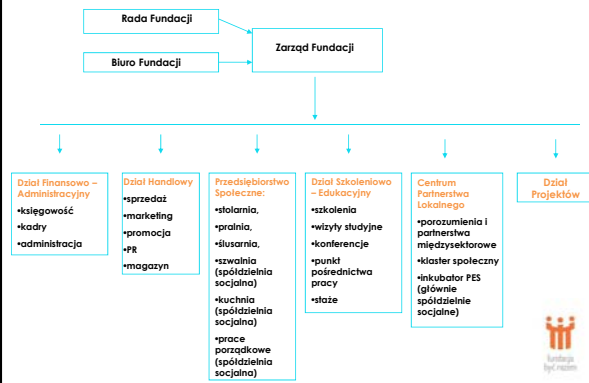 Rada Fundacji
Zarząd Fundacji
Biuro Fundacji
Dział Finansowo –
Administracyjny
•księgowość
•kadry
•administracja
Dział Handlowy
•sprzedaż
•marketing
•promocja
•PR
•magazyn
Przedsiębiorstwo
Społeczne:
•stolarnia,
•pralnia,
•ślusarnia,
•szwalnia
(spółdzielnia
socjalna)
•kuchnia
(spółdzielnia
socjalna)
•prace
porządkowe
(spółdzielnia
socjalna)
Dział Szkoleniowo
– Edukacyjny
•szkolenia
•wizyty studyjne
•konferencje
•punkt
pośrednictwa
pracy
•staże
Centrum
Partnerstwa
Lokalnego
•porozumienia i
partnerstwa
międzysektorowe
•klaster społeczny
•inkubator PES
(głównie
spółdzielnie
socjalne)
Dział
Projektów
fundacja
być razem